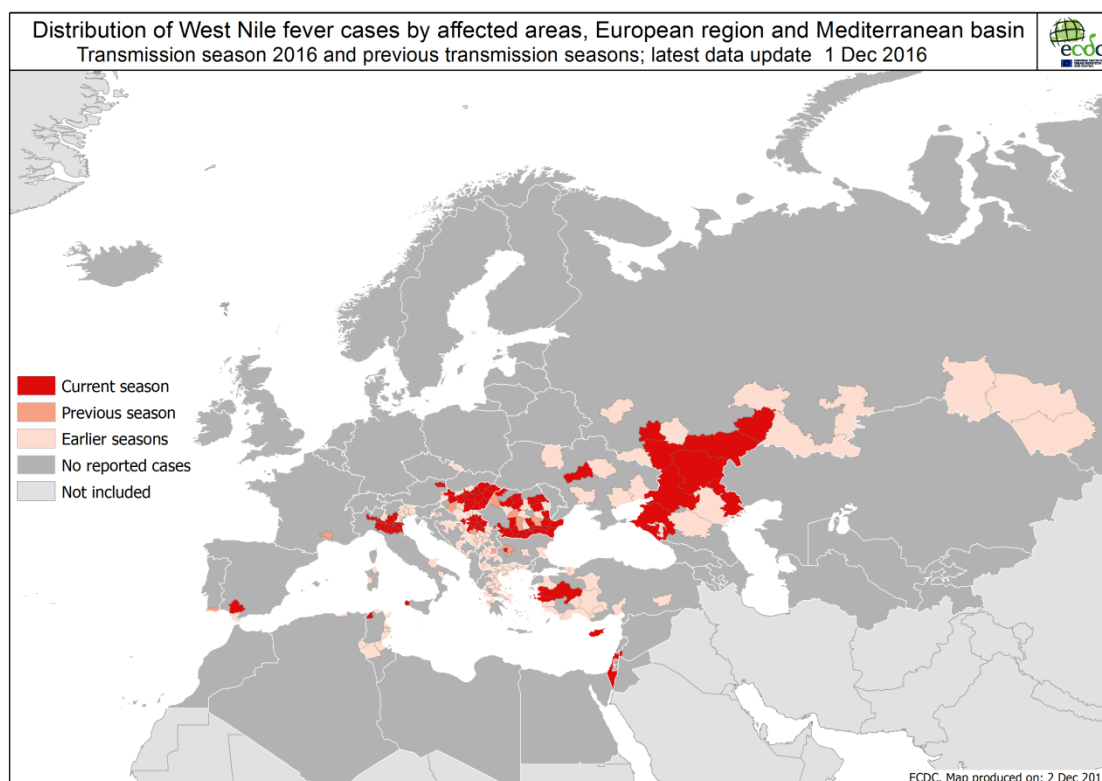 Distribution of West Nile fever cases by affected areas, European region and Mediterranean basin
Transmission season 2016 and previous transmission seasons; latest data update 1 Dec 2016
ecdc
Current season
Previous season
Earlier seasons
No reported cases
Not included
ECDC. Map produced on: 2 Dec 201